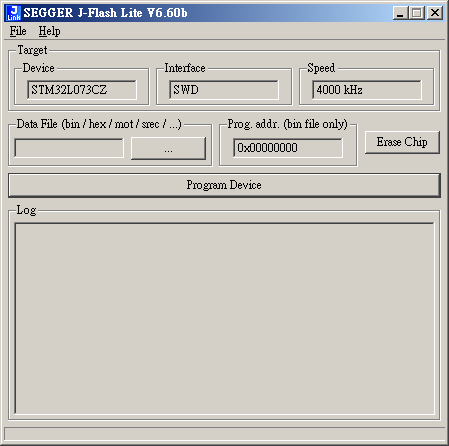 J LiNK SEGGER J-Flash Lite V6.60b
File Help
Target
Device Interface Speed
STM32L073CZ SWD 4000 kHz
Data File (bin / hex / mot / srec / ...) Prog. addr. (bin file only)
... 0x00000000 Erase Chip
Program Device
Log